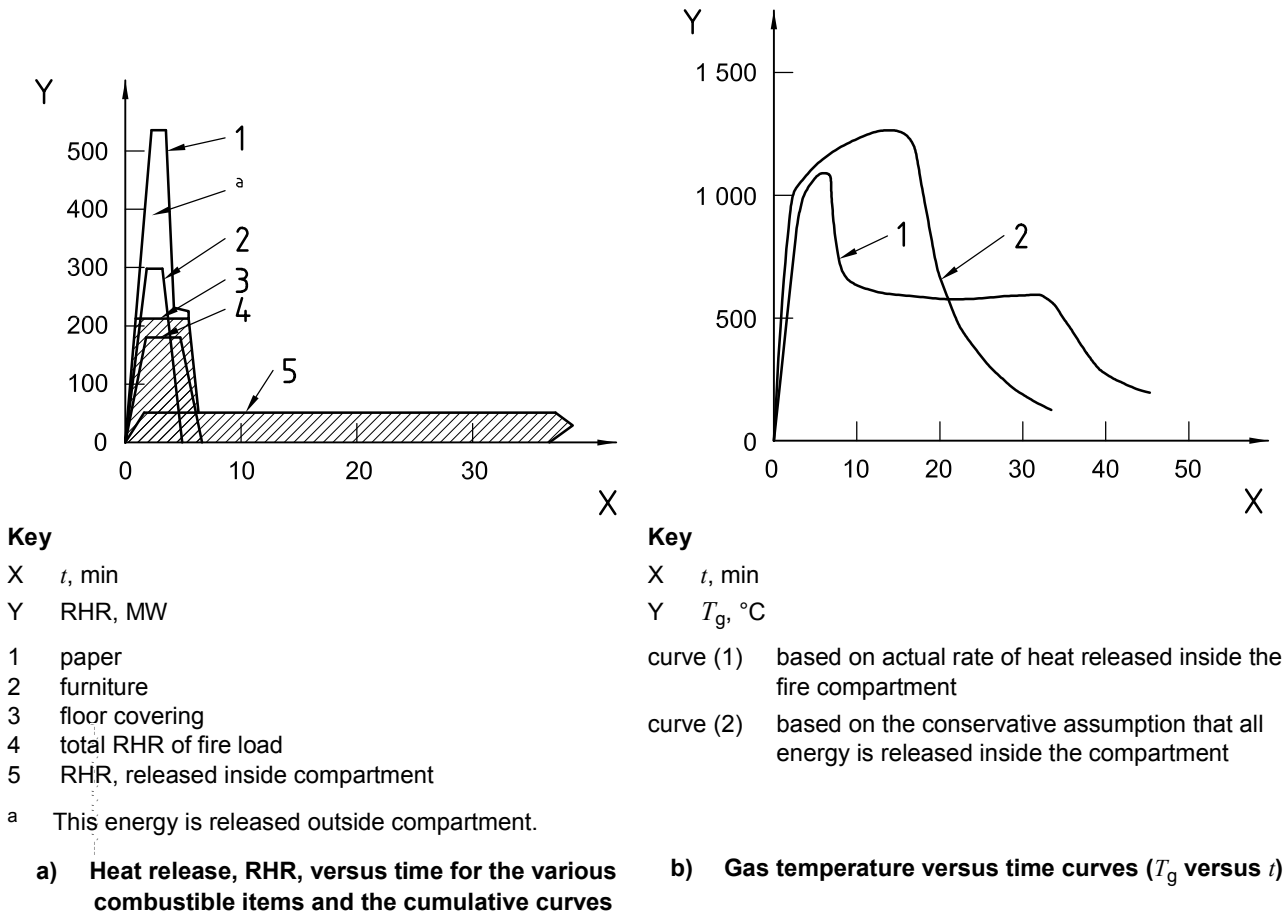 Y
500
400
300
200
100
0
0 10 20 30
X
1
a
2
3
4
5
Key
X t, min
Y RHR, MW
1 paper
2 furniture
3 floor covering
4 total RHR of fire load
5 RHR, released inside compartment
a This energy is released outside compartment.
a) Heat release, RHR, versus time for the various
combustible items and the cumulative curves
Y
1 500
1 000
500
0
0 10 20 30 40 50
X
1
2
Key
X t, min
Y Tg, °C
curve (1) based on actual rate of heat released inside the
fire compartment
curve (2) based on the conservative assumption that all
energy is released inside the compartment
b) Gas temperature versus time curves (Tg versus t)